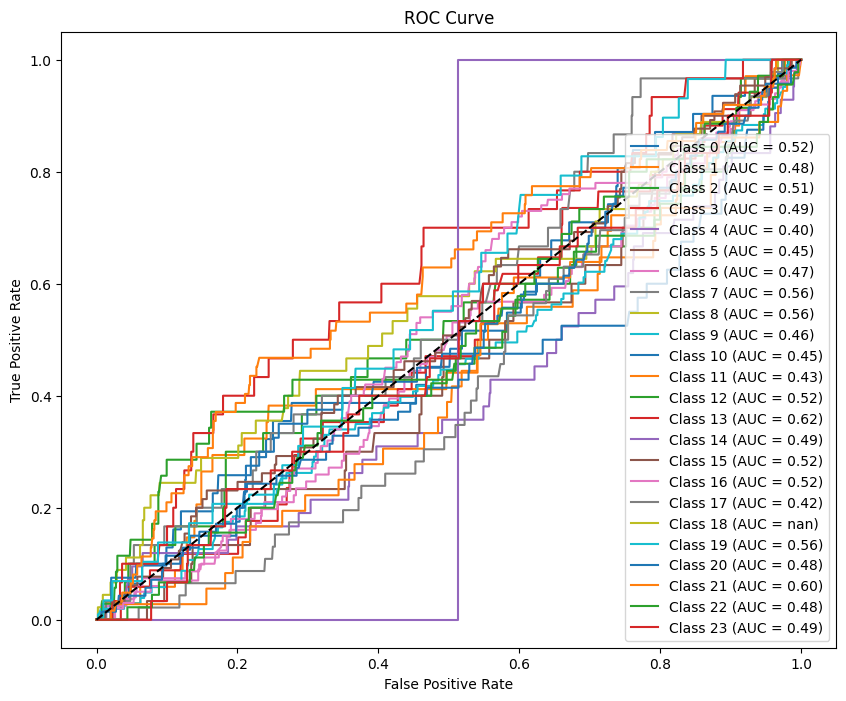 ROC Curve
1.0
0.8
0.6
0.4
0.2
0.0
True Positive Rate
Class 0 (AUC = 0.52)
Class 1 (AUC = 0.48)
Class 2 (AUC = 0.51)
Class 3 (AUC = 0.49)
Class 4 (AUC = 0.40)
Class 5 (AUC = 0.45)
Class 6 (AUC = 0.47)
Class 7 (AUC = 0.56)
Class 8 (AUC = 0.56)
Class 9 (AUC = 0.46)
Class 10 (AUC = 0.45)
Class 11 (AUC = 0.43)
Class 12 (AUC = 0.52)
Class 13 (AUC = 0.62)
Class 14 (AUC = 0.49)
Class 15 (AUC = 0.52)
Class 16 (AUC = 0.52)
Class 17 (AUC = 0.42)
Class 18 (AUC = nan)
Class 19 (AUC = 0.56)
Class 20 (AUC = 0.48)
Class 21 (AUC = 0.60)
Class 22 (AUC = 0.48)
Class 23 (AUC = 0.49)
0.0 0.2 0.4 0.6 0.8 1.0
False Positive Rate